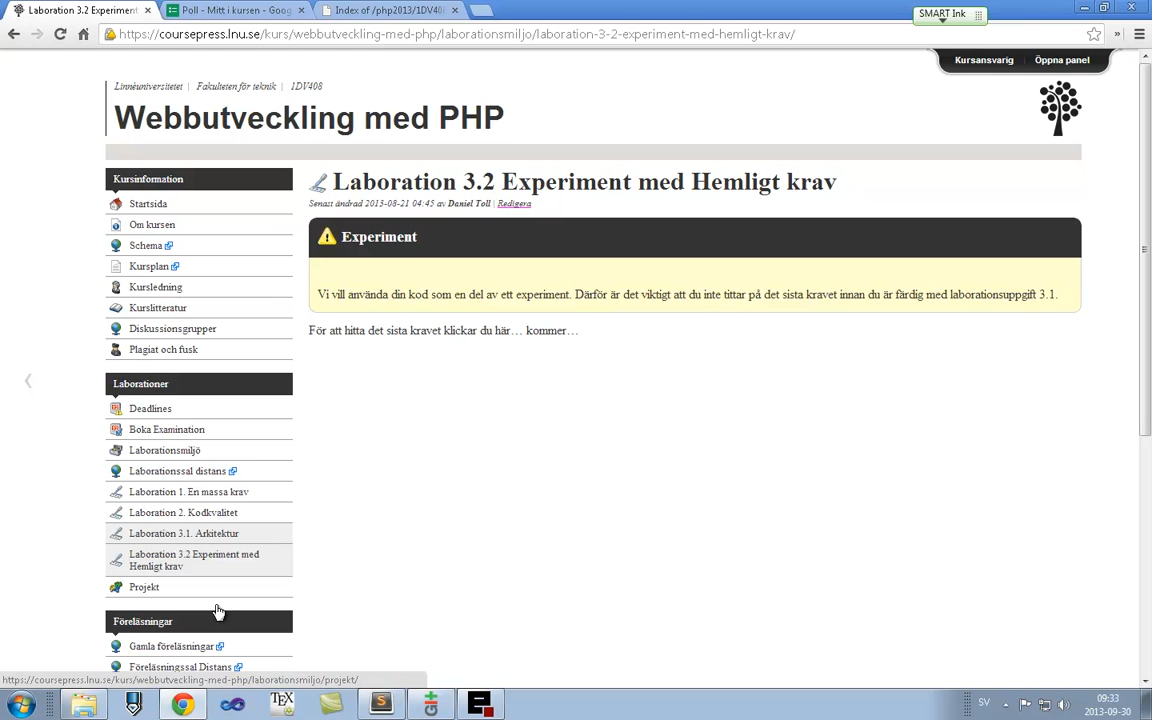 Laboration 3.2 Experiment
Poll - Mitt i kursen - Goog
Index of /php2013/1DV40
SMART Ink
https://coursepress.lnu.se/kurs/webbutveckling-med-php/laborationsmiljo/laboration-3-2-experiment-med-hemligt-krav/
Kursansvarig
Öppna panel
Linnéuniversitetet | Fakulteten för teknik | 1DV408
Webbutveckling med PHP
Kursinformation
Startsida
Om kursen
Schema
Kursplan
Kursledning
Kurslitteratur
Diskussionsgrupper
Plagiat och fusk
Laborationer
Deadlines
Boka Examination
Laborationsmiljö
Laborationssal distans
Laboration 1. En massa krav
Laboration 2. Kodkvalitet
Laboration 3.1. Arkitektur
Laboration 3.2 Experiment med
Hemligt krav
Projekt
Föreläsningar
Gamla föreläsningar
Föreläsningssal Distans
Laboration 3.2 Experiment med Hemligt krav
Senast ändrad 2013-08-21 04:45 av Daniel Toll | Redigera
Experiment
Vi vill använda din kod som en del av ett experiment. Därför är det viktigt att du inte tittar på det sista kravet innan du är färdig med laborationsuppgift 3.1.
För att hitta det sista kravet klickar du här… kommer…
https://coursepress.lnu.se/kurs/webbutveckling-med-php/laborationsmiljo/projekt/
TEX
SV
09:33
2013-09-30